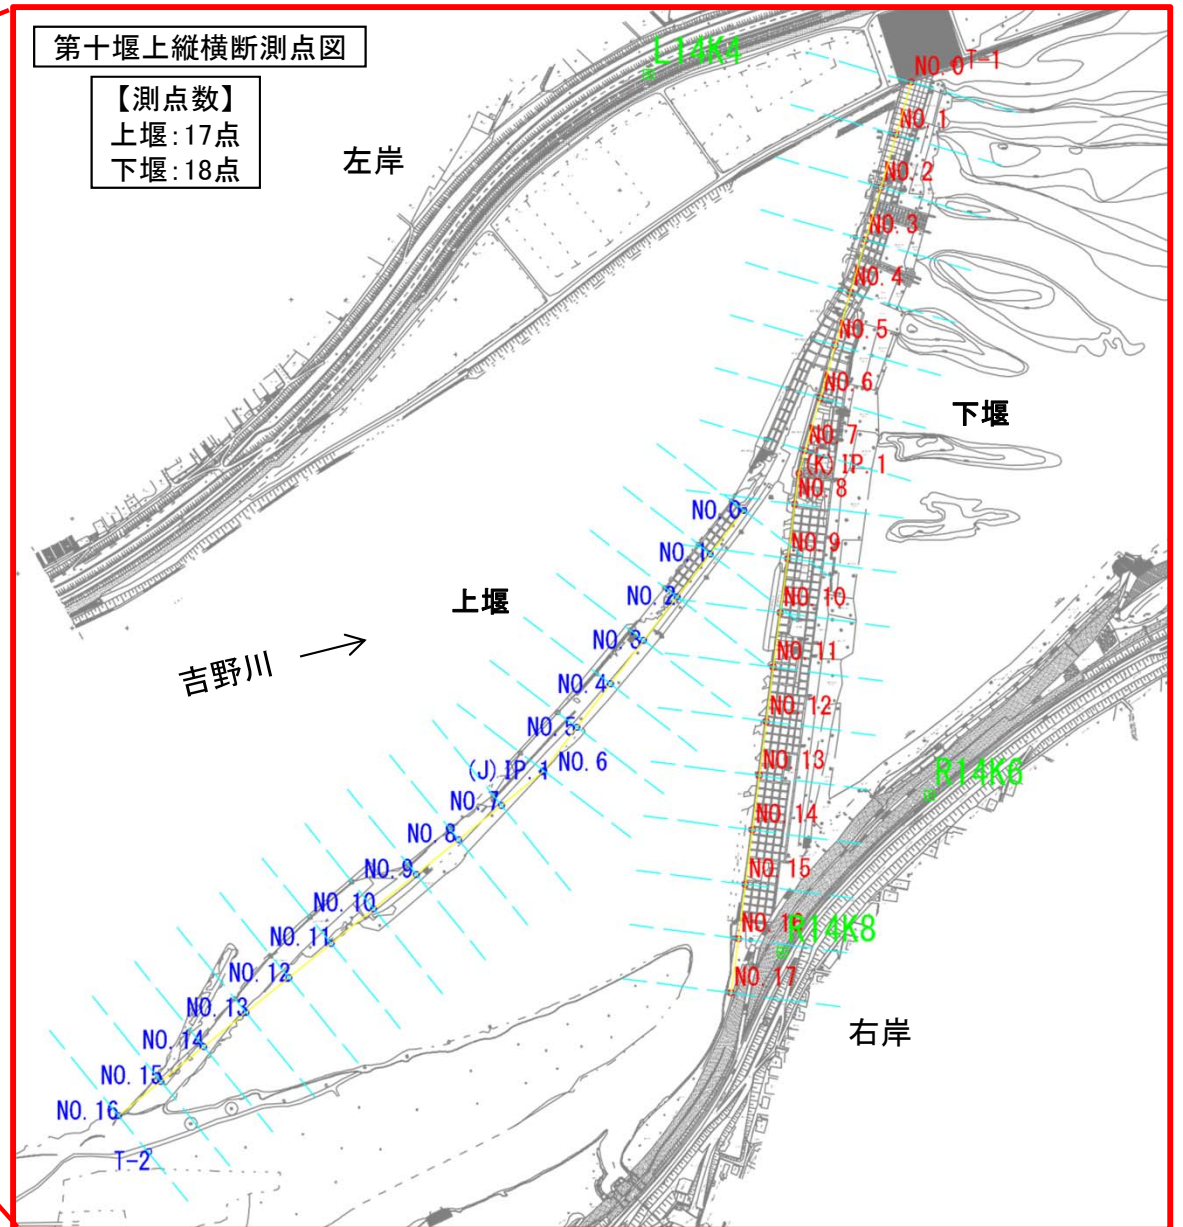 第十堰上縦横断測点図
【測点数】
上堰:17点
下堰:18点
左岸
L14K4
NO. 0
T-1
NO. 1
NO. 2
NO. 3
NO. 4
NO. 5
NO. 6
NO. 7
(K)IP. 1
NO. 8
NO. 9
NO. 10
NO. 11
NO. 12
NO. 13
NO. 14
NO. 15
NO. 16
NO. 17
下堰
上堰
吉野川
NO. 0
NO. 1
NO. 2
NO. 3
NO. 4
NO. 5
NO. 6
(J)IP. 1
NO. 7
NO. 8
NO. 9
NO. 10
NO. 11
NO. 12
NO. 13
NO. 14
NO. 15
NO. 16
T-2
R14K6
R14K8
右岸